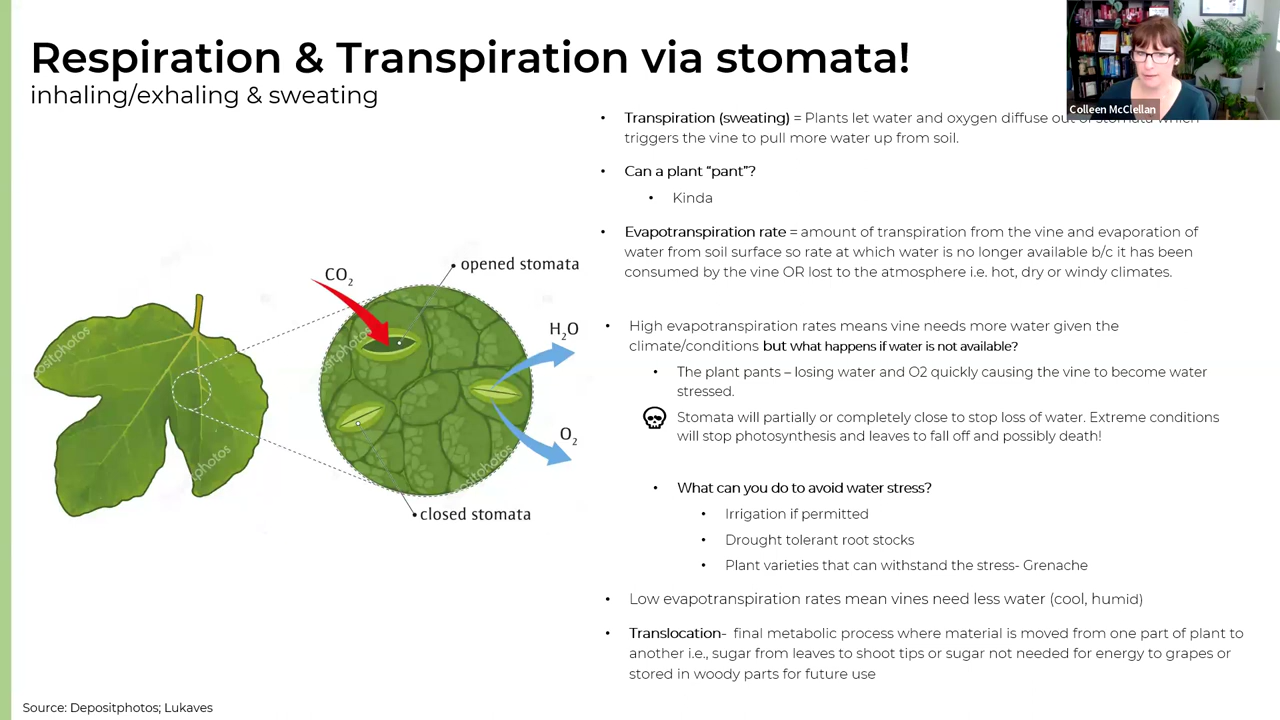 Respiration & Transpiration via stomata!
inhaling/exhaling & sweating
Colleen McClellan
• Transpiration (sweating) = Plants let water and oxygen diffuse out of stomata which
triggers the vine to pull more water up from soil.
• Can a plant “pant”?
• Kinda
• Evapotranspiration rate = amount of transpiration from the vine and evaporation of
water from soil surface so rate at which water is no longer available b/c it has been
consumed by the vine OR lost to the atmosphere i.e. hot, dry or windy climates.
• High evapotranspiration rates means vine needs more water given the
climate/conditions but what happens if water is not available?
• The plant pants – losing water and O2 quickly causing the vine to become water
stressed.
Stomata will partially or completely close to stop loss of water. Extreme conditions
will stop photosynthesis and leaves to fall off and possibly death!
• What can you do to avoid water stress?
• Irrigation if permitted
• Drought tolerant root stocks
• Plant varieties that can withstand the stress- Grenache
• Low evapotranspiration rates mean vines need less water (cool, humid)
• Translocation- final metabolic process where material is moved from one part of plant to
another i.e., sugar from leaves to shoot tips or sugar not needed for energy to grapes or
stored in woody parts for future use
CO2
opened stomata
H2O
O2
closed stomata
depositphotos
Source: Depositphotos; Lukaves